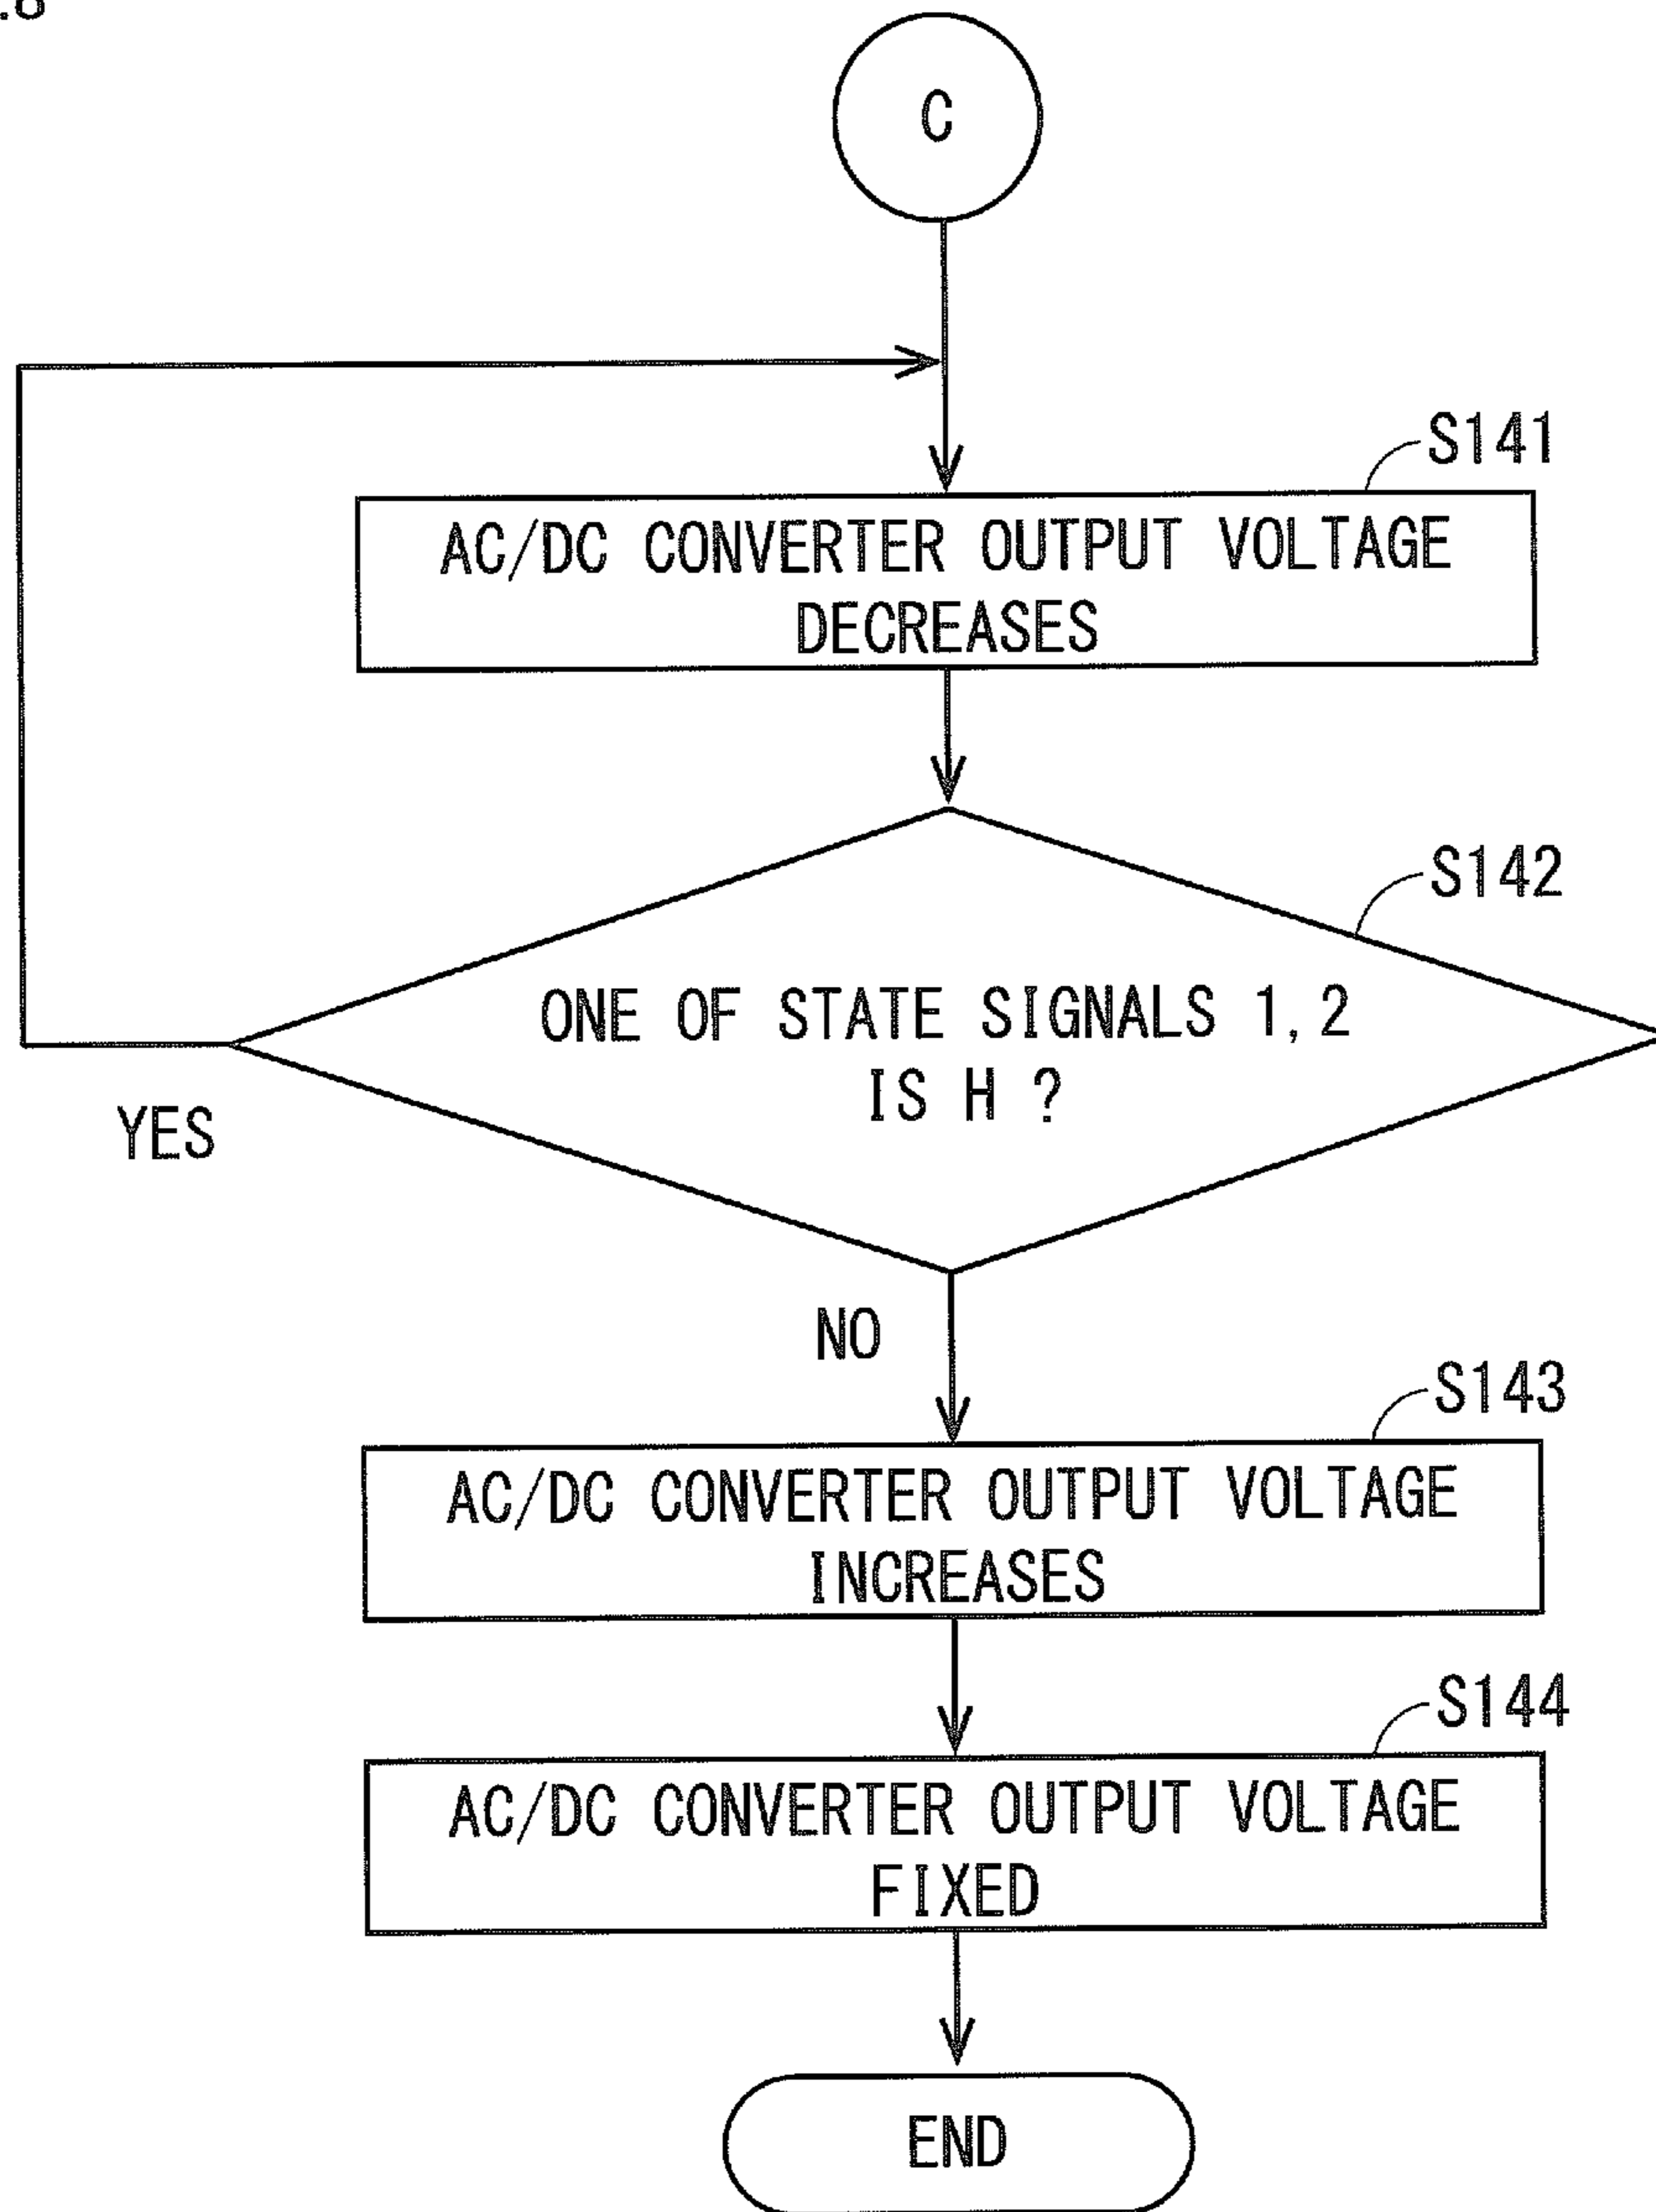 C
S141
AC/DC CONVERTER OUTPUT VOLTAGE
DECREASES
S142
ONE OF STATE SIGNALS 1, 2
IS H ?
YES
NO
S143
AC/DC CONVERTER OUTPUT VOLTAGE
INCREASES
S144
AC/DC CONVERTER OUTPUT VOLTAGE
FIXED
END